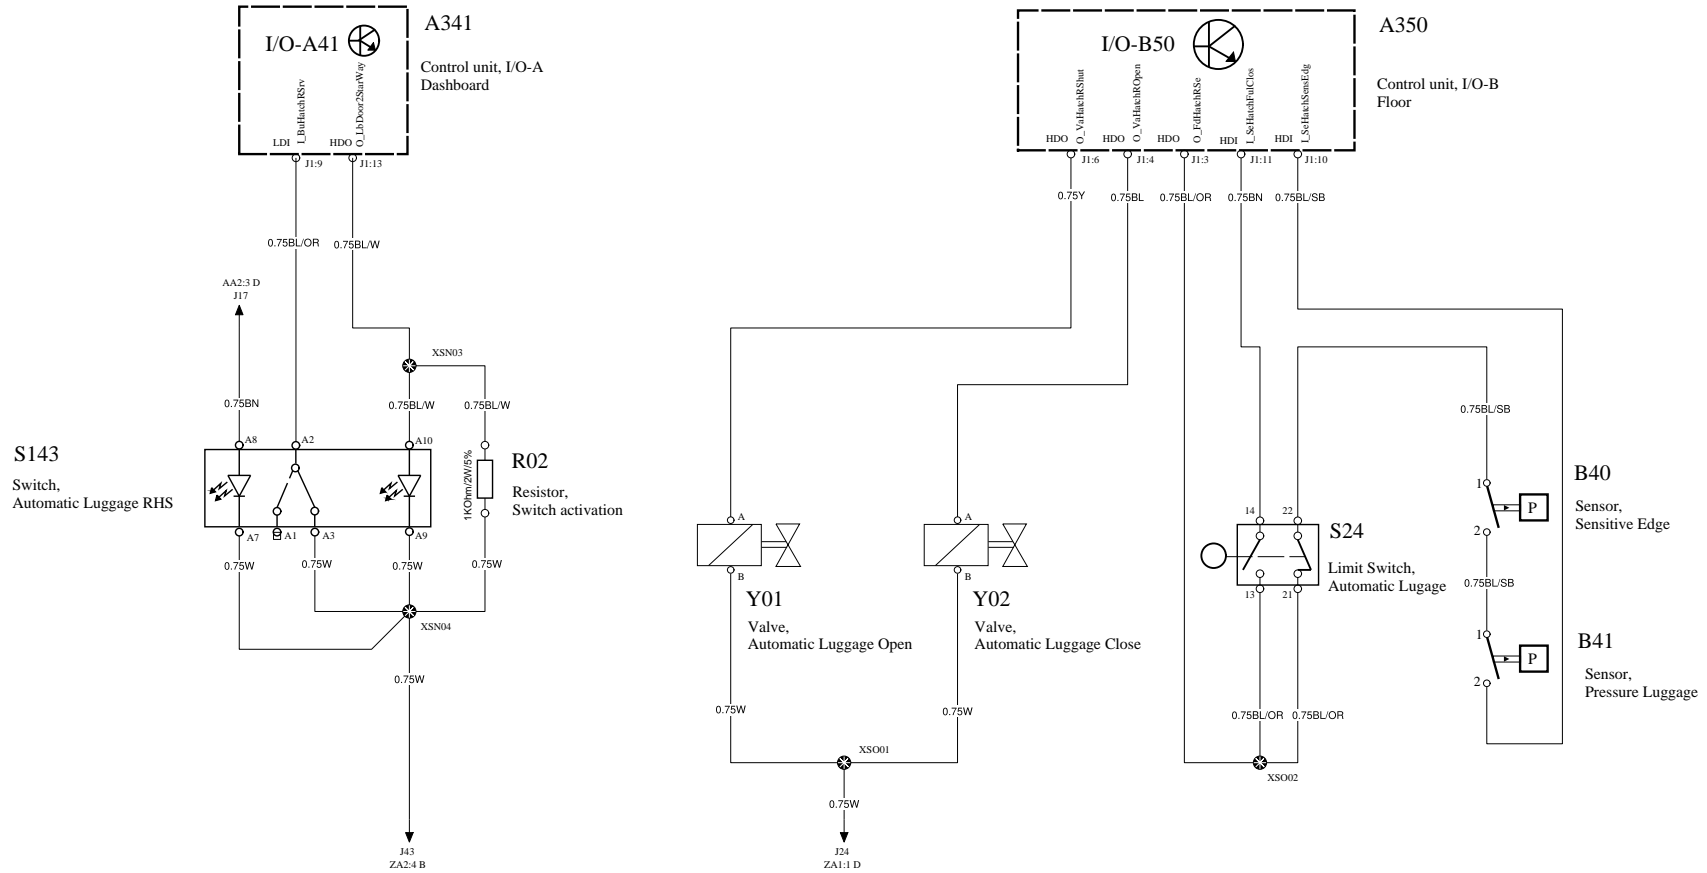 A341
I/O-A41
Control unit, I/O-A
Dashboard
I_BuHatchRSrv
O_LbDoor2StarWay
LDI
HDO
J1:9
J1:13
0.75BL/OR
0.75BL/W
AA2:3 D
J17
XSN03
0.75BN
0.75BL/W
0.75BL/W
S143
Switch,
Automatic Luggage RHS
A8
A2
A10
A7
A1
A3
A9
1KOhm/2W/5%
R02
Resistor,
Switch activation
0.75W
0.75W
0.75W
0.75W
XSN04
0.75W
J43
ZA2:4 B
A350
I/O-B50
Control unit, I/O-B
Floor
O_VaHatchRShut
O_VaHatchROpen
O_FdHatchRSe
I_SeHatchFulClos
I_SeHatchSensEdg
HDO
HDO
HDO
HDI
HDI
J1:6
J1:4
J1:3
J1:11
J1:10
0.75Y
0.75BL
0.75BL/OR
0.75BN
0.75BL/SB
A
B
Y01
Valve,
Automatic Luggage Open
A
B
Y02
Valve,
Automatic Luggage Close
0.75W
0.75W
XSO01
0.75W
J24
ZA1:1 D
14
22
S24
Limit Switch,
Automatic Lugage
13
21
0.75BL/OR
0.75BL/OR
XSO02
0.75BL/SB
1
2
P
B40
Sensor,
Sensitive Edge
0.75BL/SB
1
2
P
B41
Sensor,
Pressure Luggage